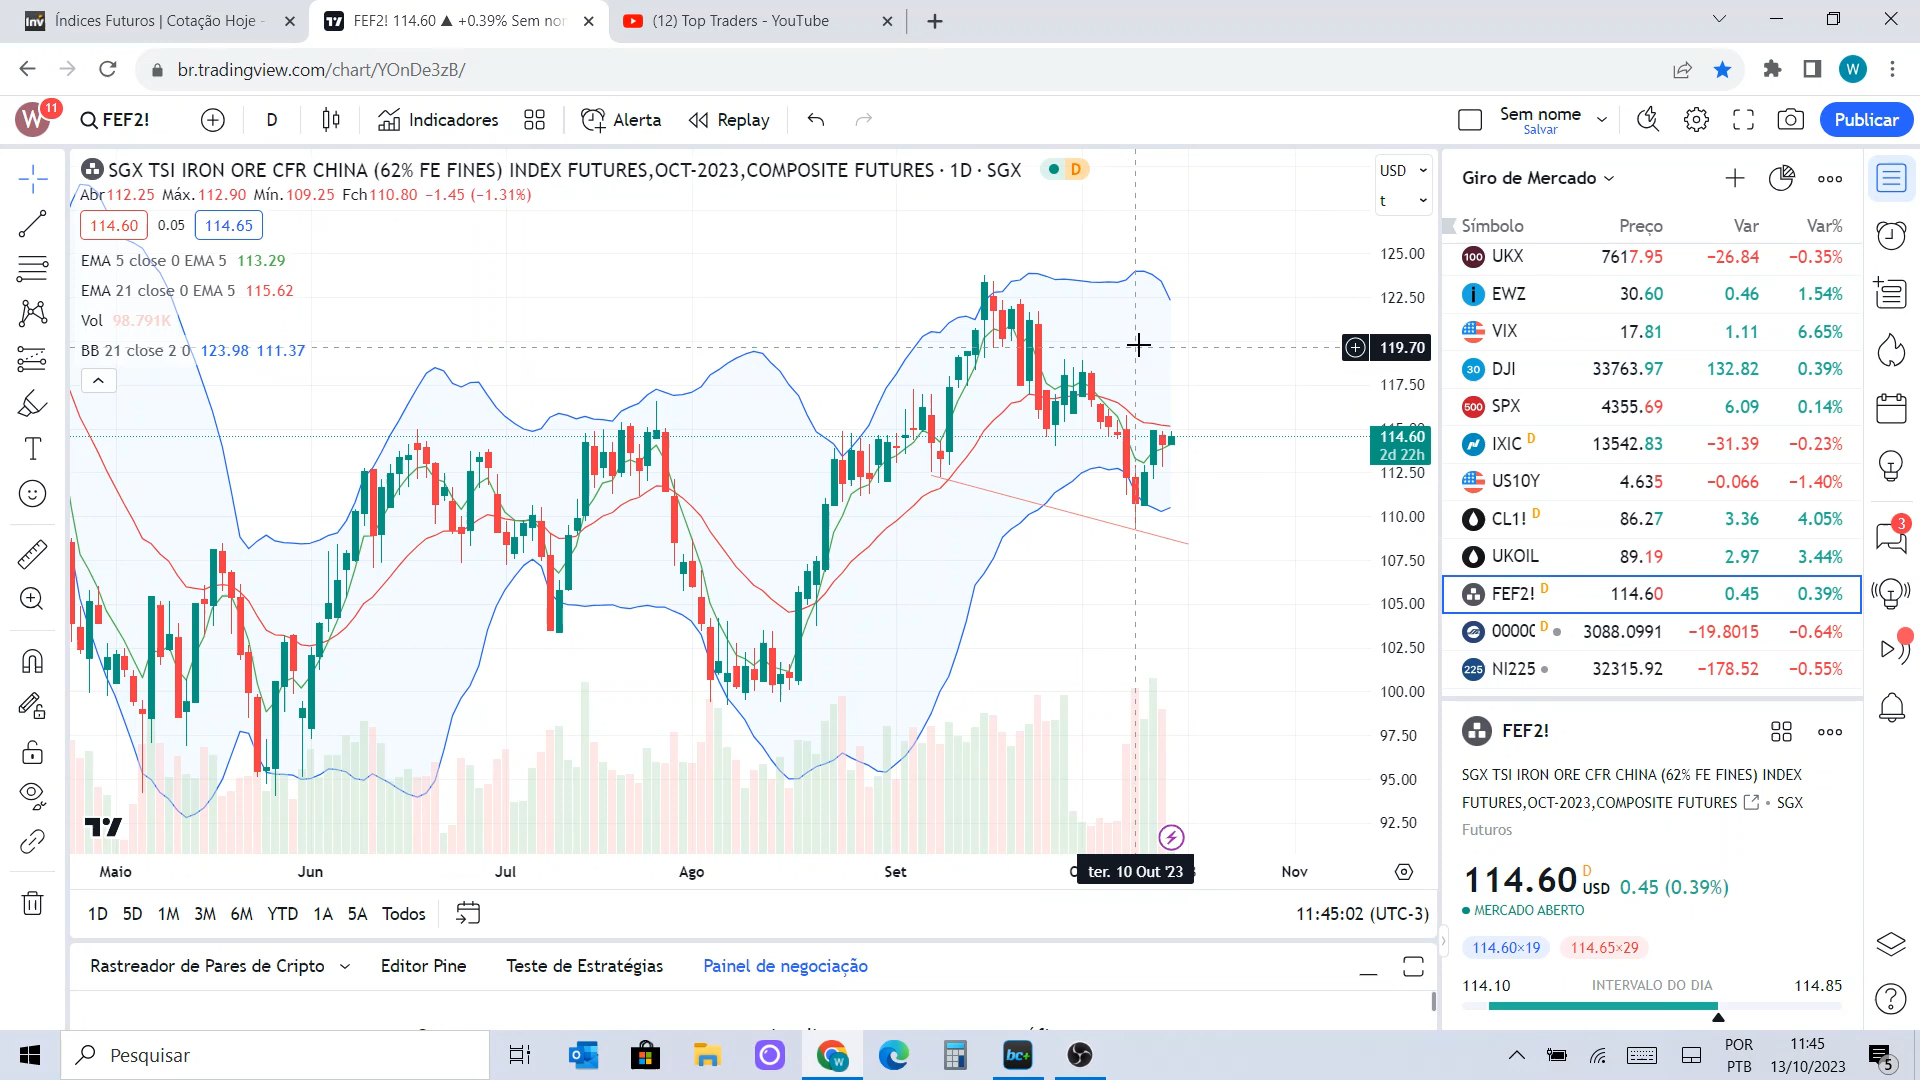 Índices Futuros | Cotação Hoje -
FEF2! 114.60 ▲ +0.39% Sem nor
(12) Top Traders - YouTube
br.tradingview.com/chart/YOnDe3zB/
W
W
11
FEF2!
D
Indicadores
Alerta
Replay
Sem nome
Salvar
Publicar
SGX TSI IRON ORE CFR CHINA (62% FE FINES) INDEX FUTURES,OCT-2023,COMPOSITE FUTURES · 1D · SGX
D
Abr112.25 Máx.112.90 Mín.109.25 Fch110.80 −1.45 (−1.31%)
114.60 0.05 114.65
EMA 5 close 0 EMA 5 113.29
EMA 21 close 0 EMA 5 115.62
Vol 98.791K
BB 21 close 2 0 123.98 111.37
USD
t
125.00
122.50
119.70
117.50
114.60
2d 22h
112.50
110.00
107.50
105.00
102.50
100.00
97.50
95.00
92.50
Maio Jun Jul Ago Set ter. 10 Out '23 Nov
1D 5D 1M 3M 6M YTD 1A 5A Todos
11:45:02 (UTC-3)
Rastreador de Pares de Cripto Editor Pine Teste de Estratégias Painel de negociação
Giro de Mercado
Símbolo Preço Var Var%
100 UKX 7617.95 −26.84 −0.35%
EWZ 30.60 0.46 1.54%
VIX 17.81 1.11 6.65%
30 DJI 33763.97 132.82 0.39%
500 SPX 4355.69 6.09 0.14%
IXIC D 13542.83 −31.39 −0.23%
US10Y 4.635 −0.066 −1.40%
CL1! D 86.27 3.36 4.05%
UKOIL 89.19 2.97 3.44%
FEF2! D 114.60 0.45 0.39%
0000C D 3088.0991 −19.8015 −0.64%
225 NI225 32315.92 −178.52 −0.55%
3
FEF2!
SGX TSI IRON ORE CFR CHINA (62% FE FINES) INDEX
FUTURES,OCT-2023,COMPOSITE FUTURES • SGX
Futuros
114.60 D USD 0.45 (0.39%)
MERCADO ABERTO
114.60×19 114.65×29
114.10 INTERVALO DO DIA 114.85
Pesquisar
W
bc+
POR
PTB
11:45
13/10/2023
5